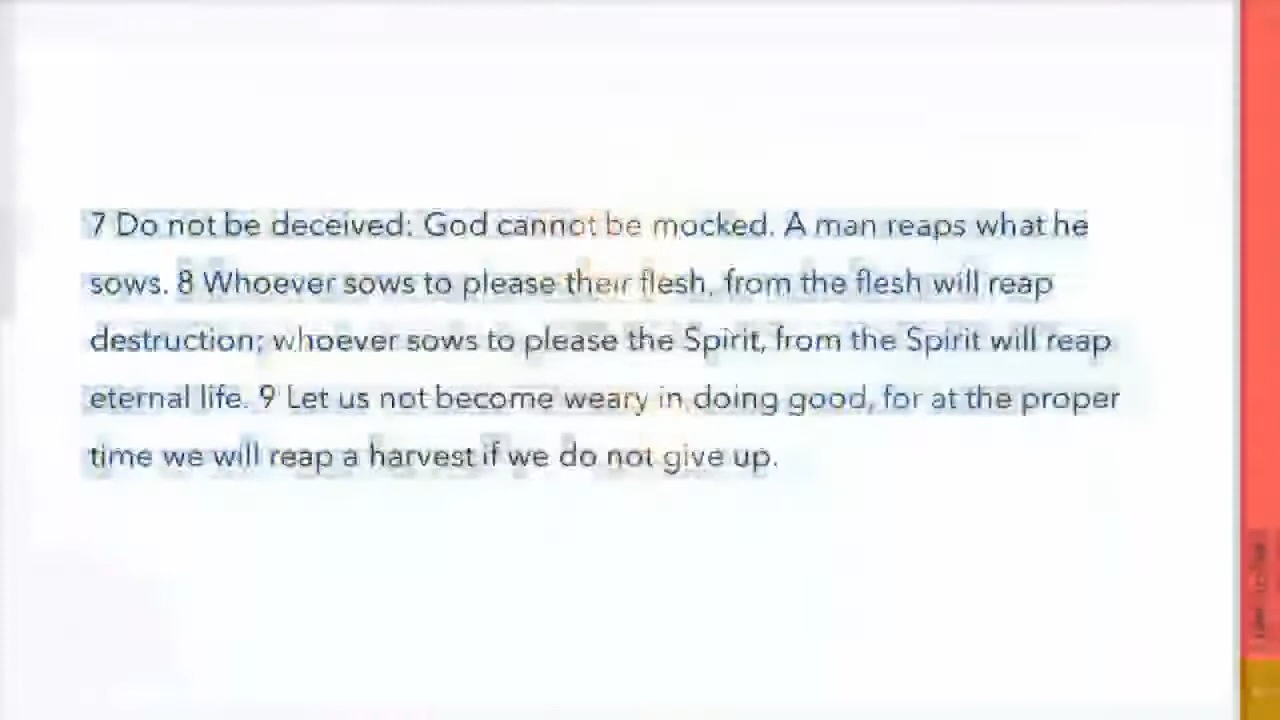 7 Do not be deceived: God cannot be mocked. A man reaps what he
sows. 8 Whoever sows to please their flesh, from the flesh will reap
destruction; whoever sows to please the Spirit, from the Spirit will reap
eternal life. 9 Let us not become weary in doing good, for at the proper
time we will reap a harvest if we do not give up.